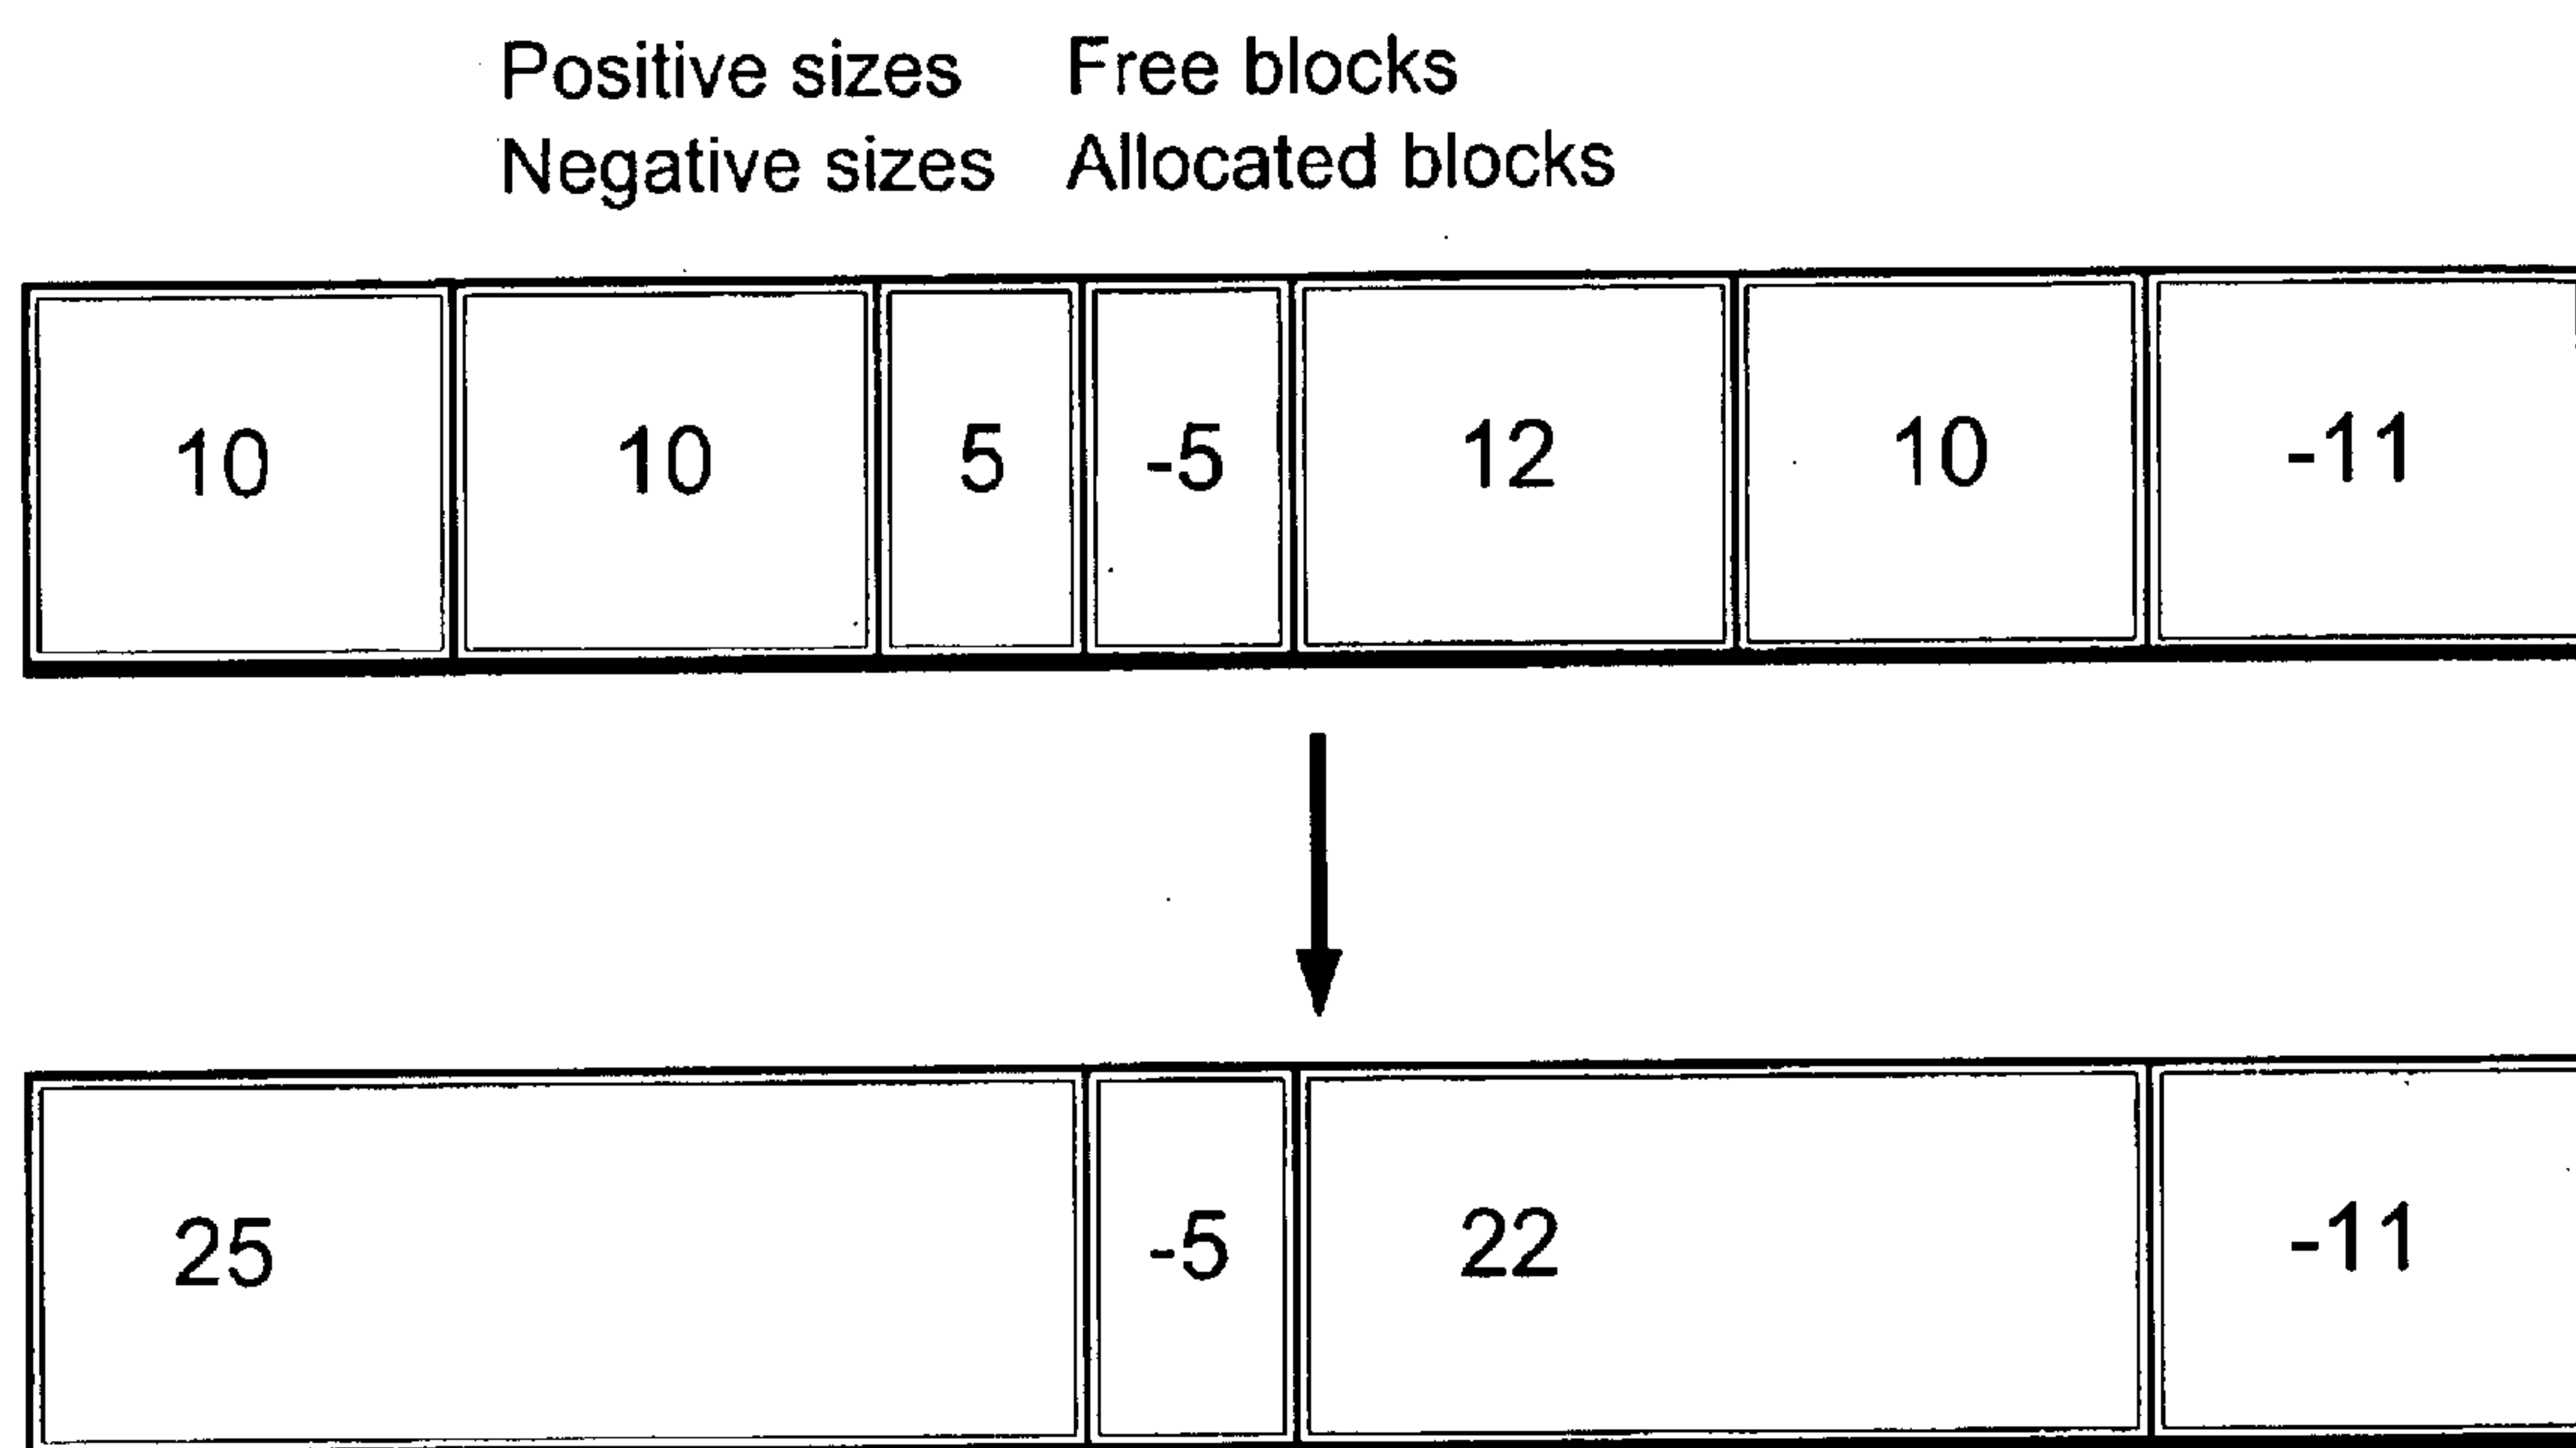 Positive sizes Free blocks
Negative sizes Allocated blocks
10 10 5 -5 12 10 -11
25 -5 22 -11